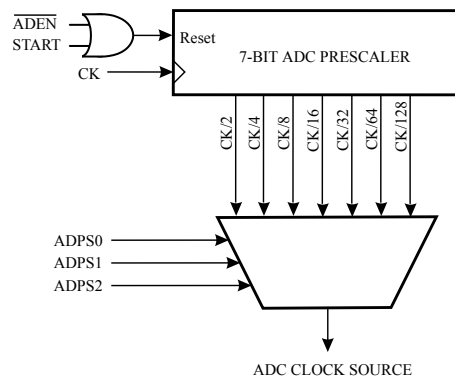 ADEN
START
Reset
7-BIT ADC PRESCALER
CK
CK/2
CK/4
CK/8
CK/16
CK/32
CK/64
CK/128
ADPS0
ADPS1
ADPS2
ADC CLOCK SOURCE